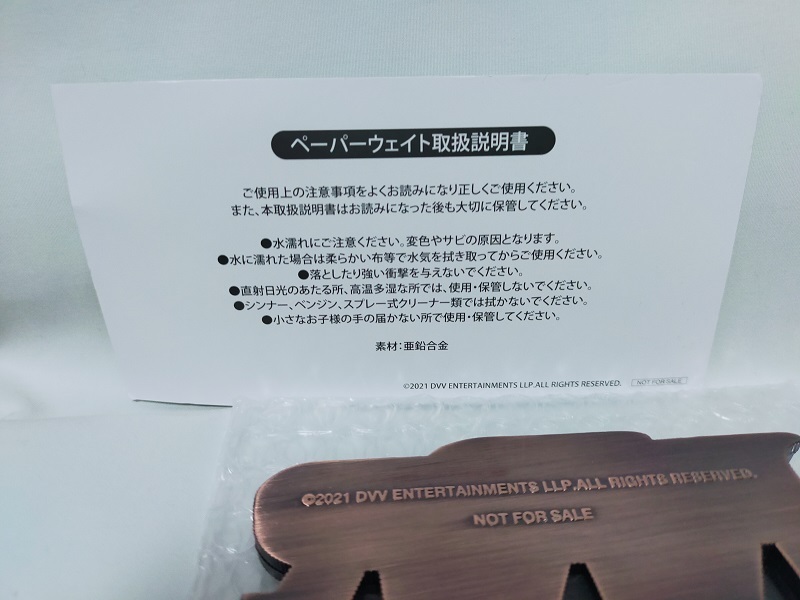 ペーパーウェイト取扱説明書
ご使用上の注意事項をよくお読みになり正しくご使用ください。
また、本取扱説明書はお読みになった後も大切に保管してください。
●水濡れにご注意ください。変色やサビの原因となります。
●水に濡れた場合は柔らかい布等で水気を拭き取ってからご使用ください。
●落としたり強い衝撃を与えないでください。
●直射日光のあたる所、高温多湿な所では、使用・保管しないでください。
●シンナー、ベンジン、スプレー式クリーナー類では拭かないでください。
●小さなお子様の手の届かない所で使用・保管してください。
素材：亜鉛合金
©2021 DVV ENTERTAINMENTS LLP.ALL RIGHTS RESERVED. NOT FOR SALE
©2021 DVV ENTERTAINMENTS LLP.ALL RIGHTS RESERVED.
NOT FOR SALE